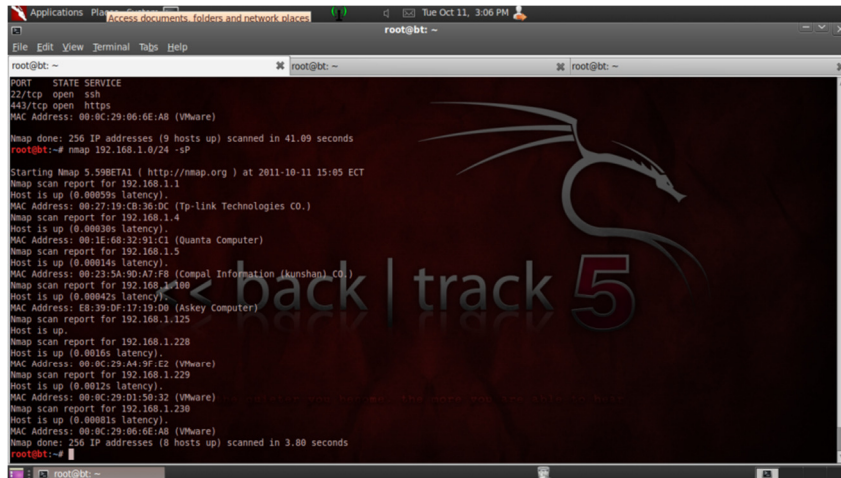 Applications Places System
Access documents, folders and network places
Tue Oct 11, 3:06 PM
root@bt: ~
File Edit View Terminal Tabs Help
root@bt: ~ root@bt: ~ root@bt: ~
PORT STATE SERVICE
22/tcp open ssh
443/tcp open https
MAC Address: 00:0C:29:06:6E:A8 (VMware)
Nmap done: 256 IP addresses (9 hosts up) scanned in 41.09 seconds
root@bt:~# nmap 192.168.1.0/24 -sP
Starting Nmap 5.59BETA1 ( http://nmap.org ) at 2011-10-11 15:05 ECT
Nmap scan report for 192.168.1.1
Host is up (0.00059s latency).
MAC Address: 00:27:19:CB:36:DC (Tp-link Technologies CO.)
Nmap scan report for 192.168.1.4
Host is up (0.00030s latency).
MAC Address: 00:1E:68:32:91:C1 (Quanta Computer)
Nmap scan report for 192.168.1.5
Host is up (0.00014s latency).
MAC Address: 00:23:5A:9D:A7:F8 (Compal Information (kunshan) CO.)
Nmap scan report for 192.168.1.100
Host is up (0.00042s latency).
MAC Address: E8:39:DF:17:19:D0 (Askey Computer)
Nmap scan report for 192.168.1.125
Host is up.
Nmap scan report for 192.168.1.228
Host is up (0.0016s latency).
MAC Address: 00:0C:29:A4:9F:E2 (VMware)
Nmap scan report for 192.168.1.229
Host is up (0.0012s latency).
MAC Address: 00:0C:29:D1:50:32 (VMware)
Nmap scan report for 192.168.1.230
Host is up (0.00081s latency).
MAC Address: 00:0C:29:06:6E:A8 (VMware)
Nmap done: 256 IP addresses (8 hosts up) scanned in 3.80 seconds
root@bt:~#
<< back | track 5
root@bt: ~